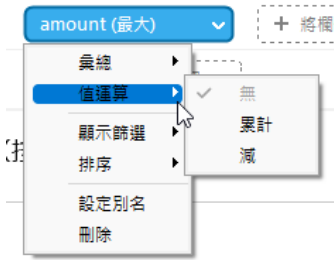 amount (最大)
+ 將欄
彙總
值運算
無
累計
減
顯示篩選
排序
設定別名
刪除